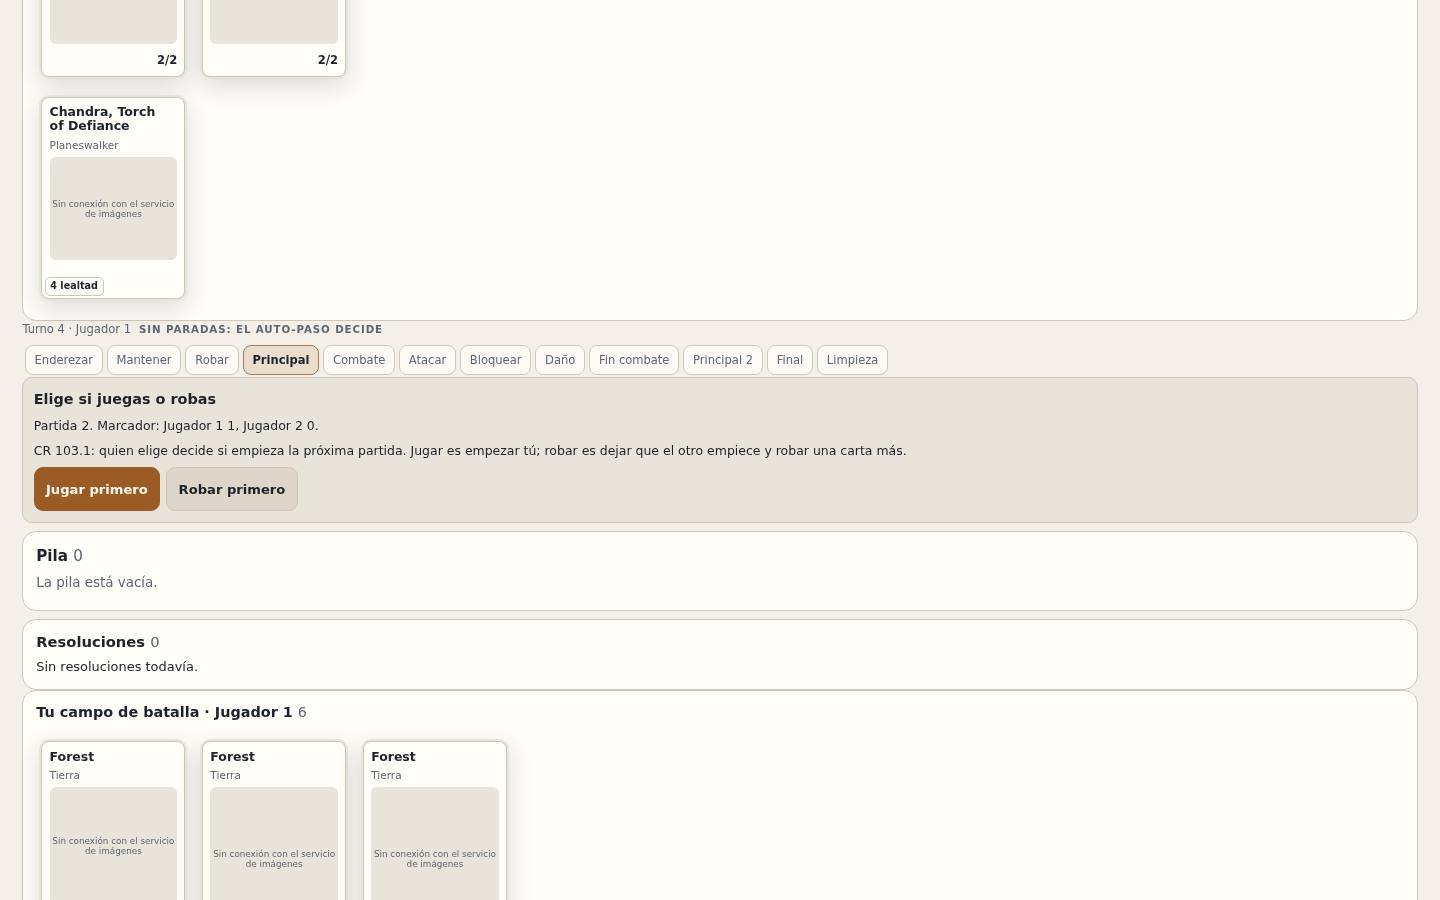 2/2
2/2
Chandra, Torch
of Defiance
Planeswalker
Sin conexión con el servicio
de imágenes
4 lealtad
Turno 4 · Jugador 1 SIN PARADAS: EL AUTO-PASO DECIDE
Enderezar Mantener Robar Principal Combate Atacar Bloquear Daño Fin combate Principal 2 Final Limpieza
Elige si juegas o robas
Partida 2. Marcador: Jugador 1 1, Jugador 2 0.
CR 103.1: quien elige decide si empieza la próxima partida. Jugar es empezar tú; robar es dejar que el otro empiece y robar una carta más.
Jugar primero Robar primero
Pila 0
La pila está vacía.
Resoluciones 0
Sin resoluciones todavía.
Tu campo de batalla · Jugador 1 6
Forest
Tierra
Sin conexión con el servicio
de imágenes
Forest
Tierra
Sin conexión con el servicio
de imágenes
Forest
Tierra
Sin conexión con el servicio
de imágenes